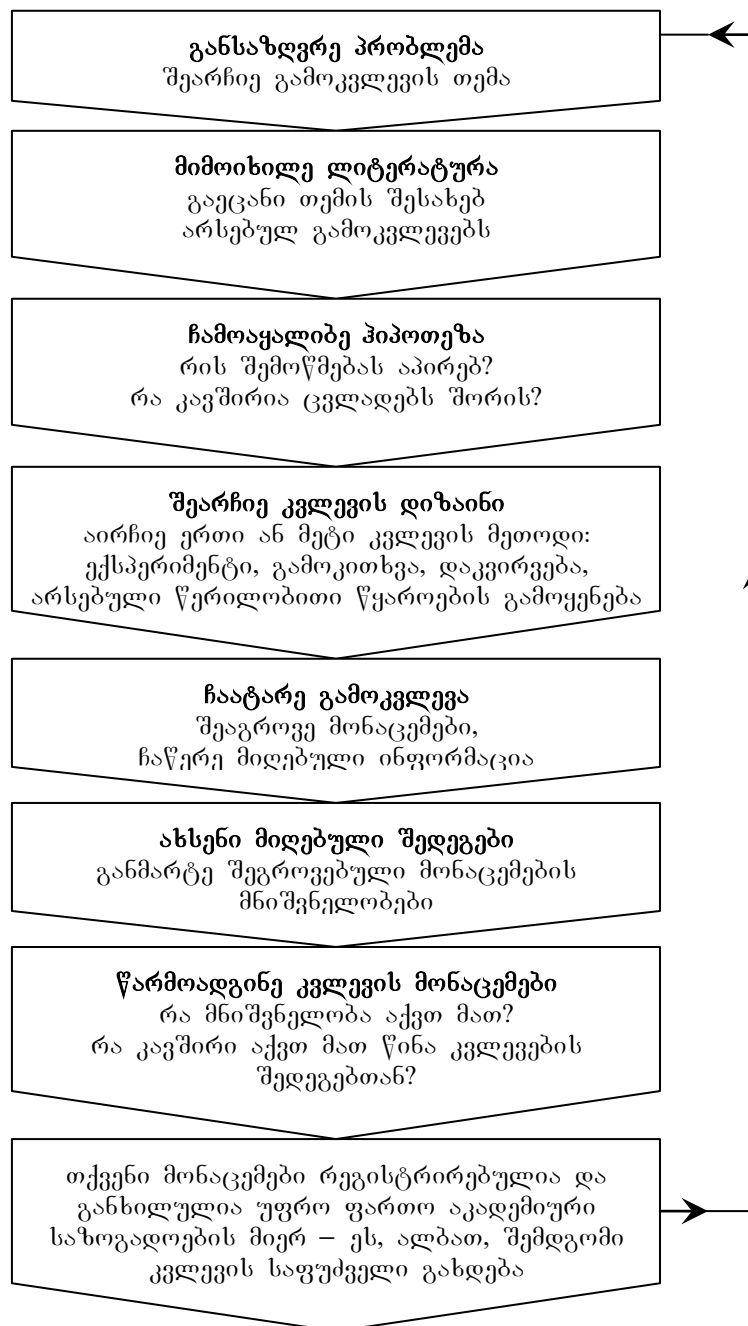 განსაზღვრე პრობლემა
შეარჩიე გამოკვლევის თემა
მიმოიხილე ლიტერატურა
გაეცანი თემის შესახებ
არსებულ გამოკვლევებს
ჩამოაყალიბე ჰიპოთეზა
რის შემოწმებას აპირებ?
რა კავშირია ცვლადებს შორის?
შეარჩიე კვლევის დიზაინი
აირჩიე ერთი ან მეტი კვლევის მეთოდი:
ექსპერიმენტი, გამოკითხვა, დაკვირვება,
არსებული წერილობითი წყაროების გამოყენება
ჩაატარე გამოკვლევა
შეაგროვე მონაცემები,
ჩაწერე მიღებული ინფორმაცია
ახსენი მიღებული შედეგები
განმარტე შეგროვებული მონაცემების
მნიშვნელობები
წარმოადგინე კვლევის მონაცემები
რა მნიშვნელობა აქვთ მათ?
რა კავშირი აქვთ მათ წინა კვლევების
შედეგებთან?
თქვენი მონაცემები რეგისტრირებულია და
განხილულია უფრო ფართო აკადემიური
საზოგადოების მიერ – ეს, ალბათ, შემდგომი
კვლევის საფუძველი გახდება